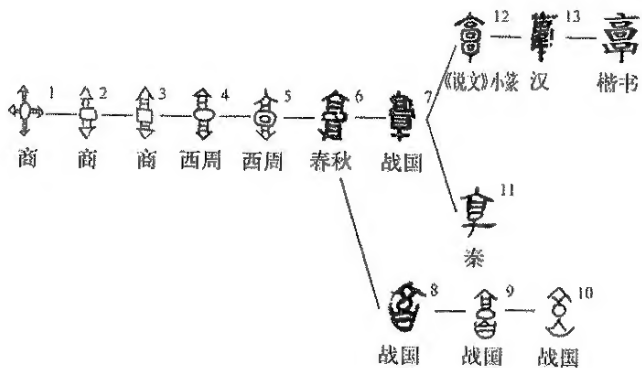 12 13
《说文》小篆 汉 楷书
1 2 3 4 5 6 7
商 商 商 西周 西周 春秋 战国
11
秦
8 9 10
战国 战国 战国